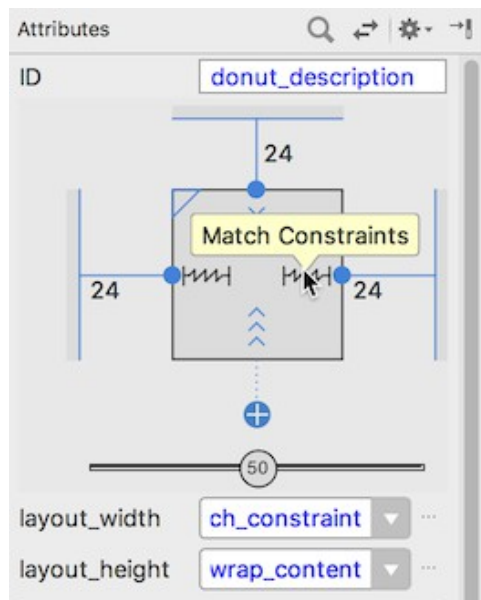 Attributes
ID donut_description
24
Match Constraints
24 24
50
layout_width ch_constraint
layout_height wrap_content